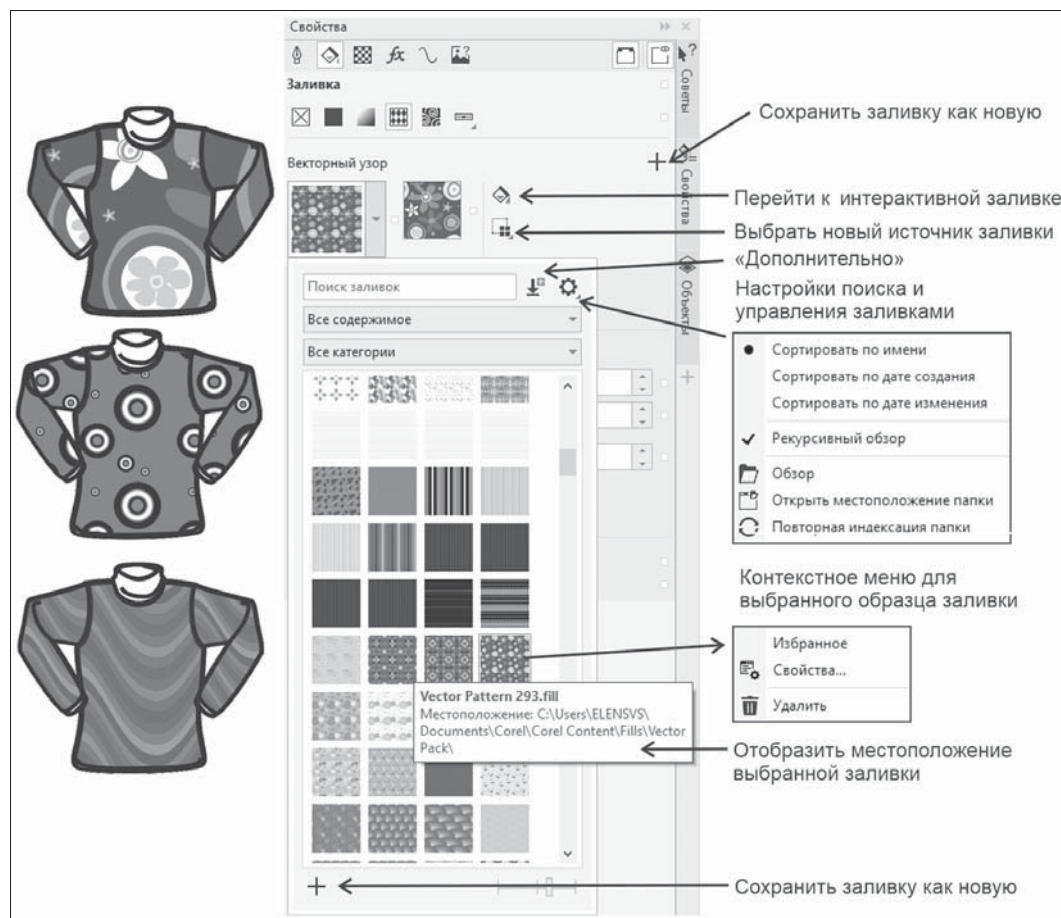 Свойства
Советы
Заливка
Сохранить заливку как новую
Векторный узор
Свойства
Перейти к интерактивной заливке
Выбрать новый источник заливки
«Дополнительно»
Объекты
Поиск заливок
Настройки поиска и
управления заливками
Все содержимое
Все категории
Сортировать по имени
Сортировать по дате создания
Сортировать по дате изменения
Рекурсивный обзор
Обзор
Открыть местоположение папки
Повторная индексация папки
Контекстное меню для
выбранного образца заливки
Избранное
Свойства...
Удалить
Vector Pattern 293.fill
Местоположение: C:\Users\ELENSVS\
Documents\Corel\Corel Content\Fills\Vector
Pack\
Отобразить местоположение
выбранной заливки
Сохранить заливку как новую